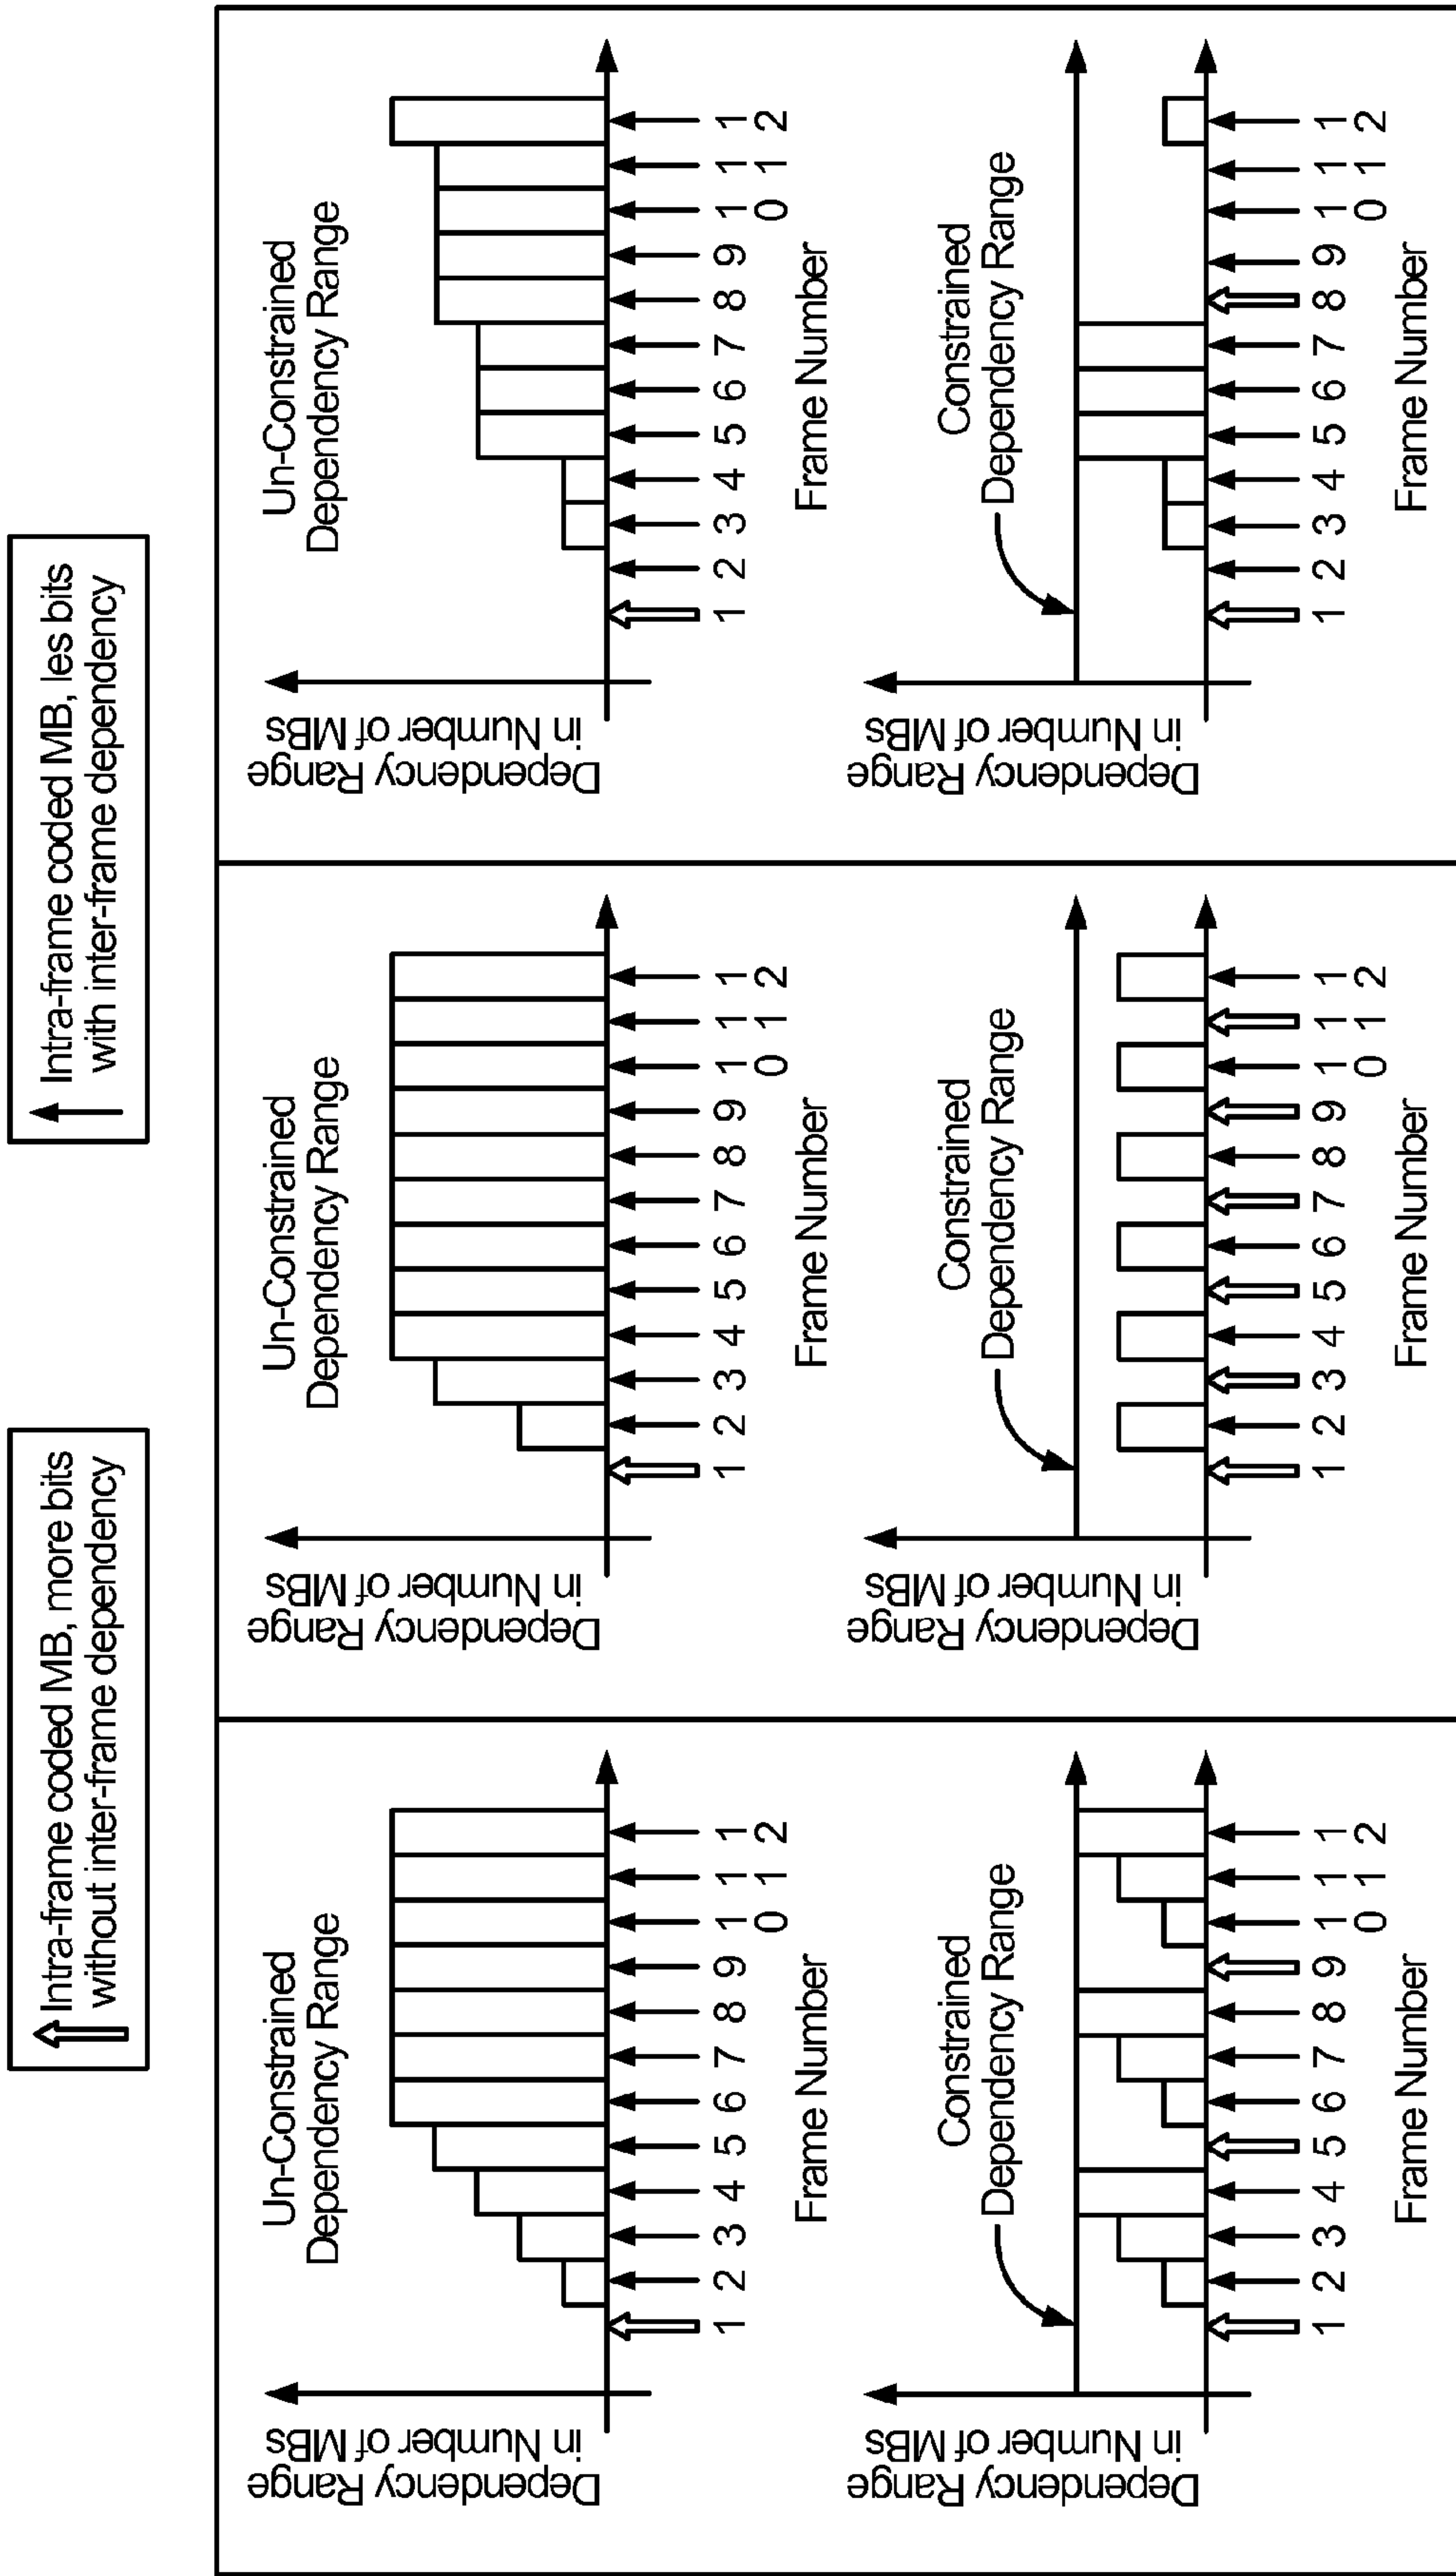 Intra-frame coded MB, more bits
without inter-frame dependency
Intra-frame coded MB, les bits
with inter-frame dependency
Un-Constrained
Dependency Range
Dependency Range
in Number of MBs
1 2 3 4 5 6 7 8 9 1 1 1
0 1 2
Frame Number
Constrained
Dependency Range
Dependency Range
in Number of MBs
1 2 3 4 5 6 7 8 9 1 1 1
0 1 2
Frame Number
Un-Constrained
Dependency Range
Dependency Range
in Number of MBs
1 2 3 4 5 6 7 8 9 1 1 1
0 1 2
Frame Number
Constrained
Dependency Range
Dependency Range
in Number of MBs
1 2 3 4 5 6 7 8 9 1 1 1
0 1 2
Frame Number
Un-Constrained
Dependency Range
Dependency Range
in Number of MBs
1 2 3 4 5 6 7 8 9 1 1 1
0 1 2
Frame Number
Constrained
Dependency Range
Dependency Range
in Number of MBs
1 2 3 4 5 6 7 8 9 1 1 1
0 1 2
Frame Number